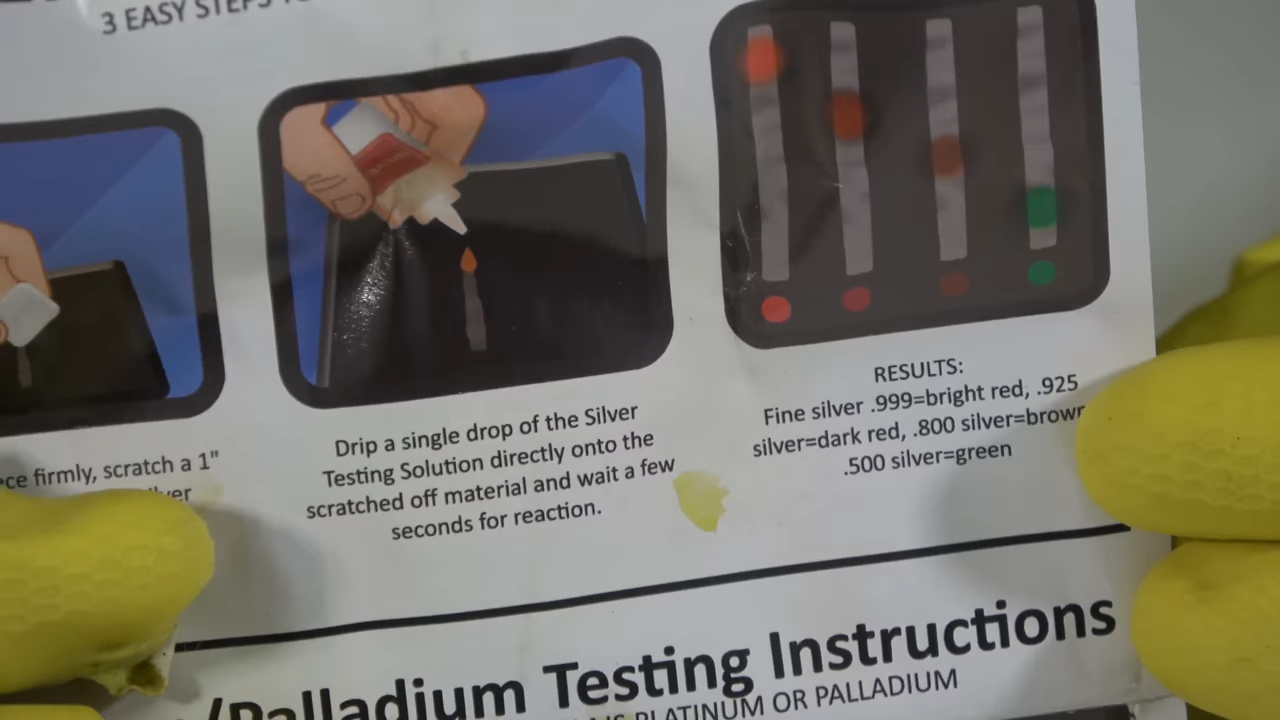 3 EASY STEPS
firmly, scratch a 1"
Drip a single drop of the Silver
Testing Solution directly onto the
scratched off material and wait a few
seconds for reaction.
RESULTS:
Fine silver .999=bright red, .925
silver=dark red, .800 silver=brown
.500 silver=green
/Palladium Testing Instructions
PLATINUM OR PALLADIUM